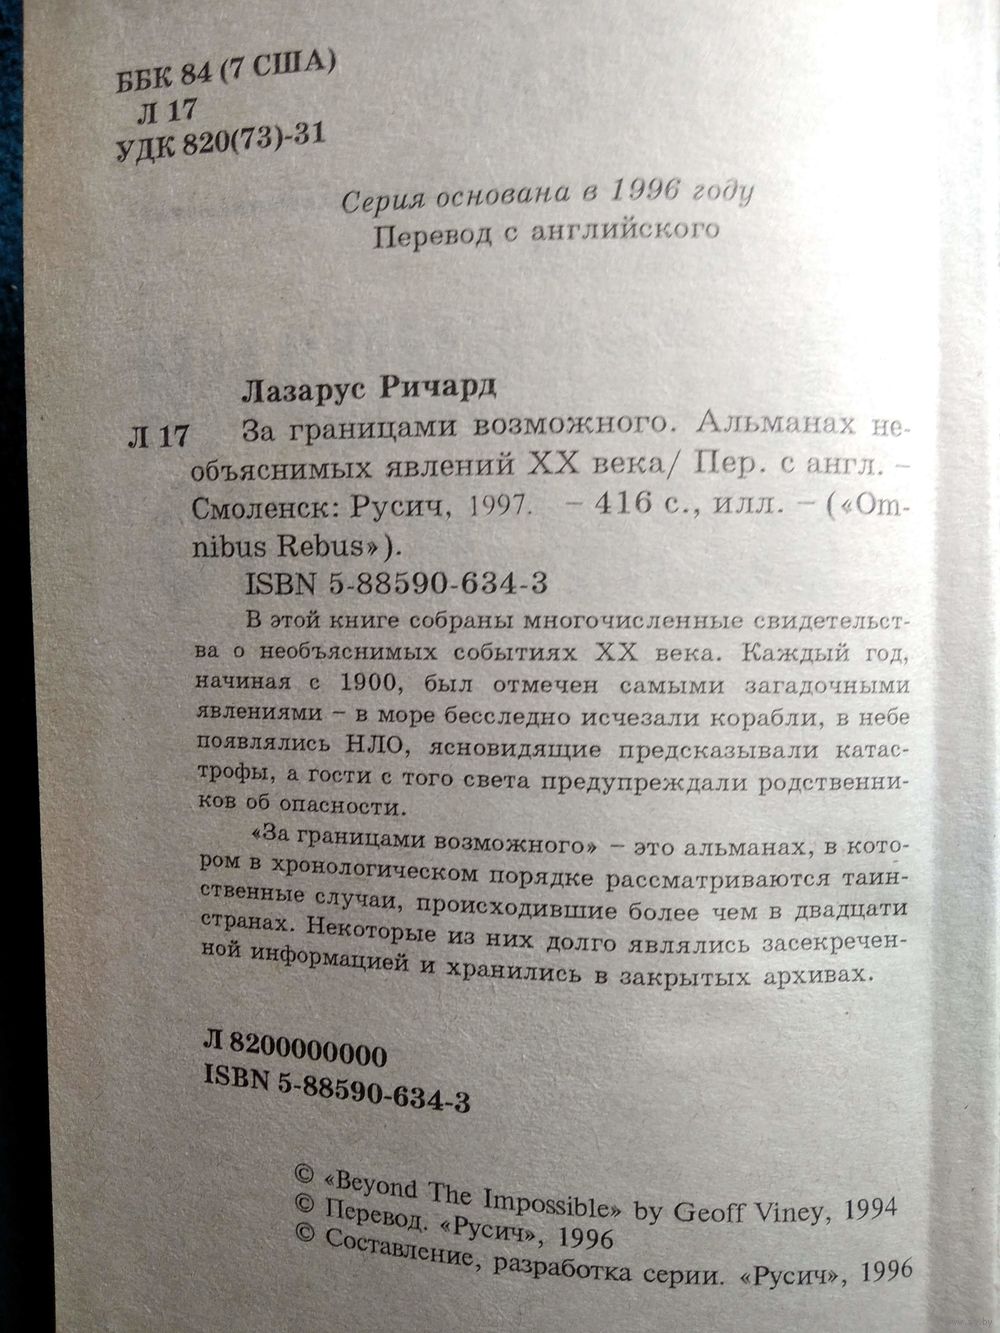 ББК 84 (7 США)
Л 17
УДК 820(73)-31
Серия основана в 1996 году
Перевод с английского
Лазарус Ричард
Л 17 За границами возможного. Альманах не-
объяснимых явлений XX века/ Пер. с англ. –
Смоленск: Русич, 1997. – 416 с., илл. – («Om-
nibus Rebus»).
ISBN 5-88590-634-3
В этой книге собраны многочисленные свидетельст-
ва о необъяснимых событиях XX века. Каждый год,
начиная с 1900, был отмечен самыми загадочными
явлениями – в море бесследно исчезали корабли, в небе
появлялись НЛО, ясновидящие предсказывали катас-
трофы, а гости с того света предупреждали родственни-
ков об опасности.
«За границами возможного» – это альманах, в кото-
ром в хронологическом порядке рассматриваются таин-
ственные случаи, происходившие более чем в двадцати
странах. Некоторые из них долго являлись засекречен-
ной информацией и хранились в закрытых архивах.
Л 8200000000
ISBN 5-88590-634-3
© «Beyond The Impossible» by Geoff Viney, 1994
© Перевод. «Русич», 1996
© Составление, разработка серии. «Русич», 1996